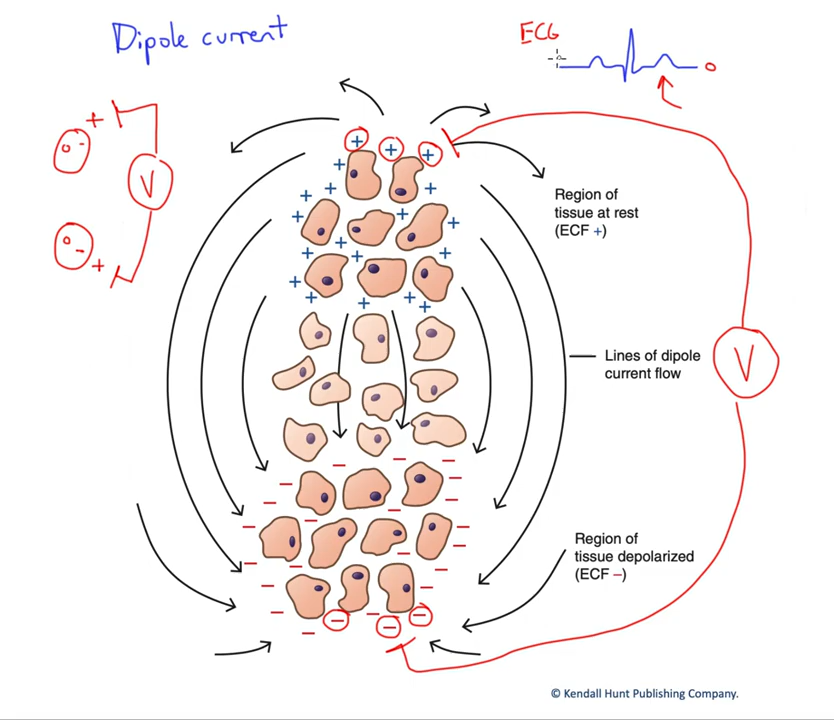 Dipole current
ECG
Region of
tissue at rest
(ECF +)
V
Lines of dipole
current flow
V
Region of
tissue depolarized
(ECF –)
© Kendall Hunt Publishing Company.